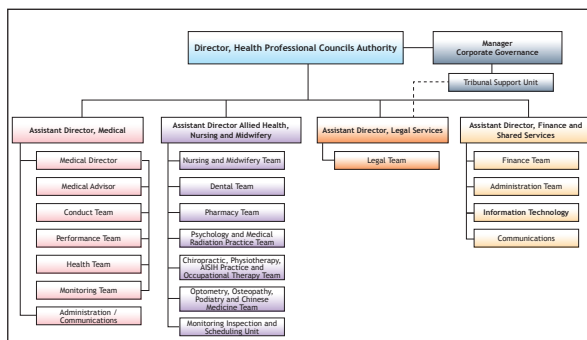 Director, Health Professional Councils Authority
Manager
Corporate Governance
Tribunal Support Unit
Assistant Director, Medical
Medical Director
Medical Advisor
Conduct Team
Performance Team
Health Team
Monitoring Team
Administration /
Communications
Assistant Director Allied Health,
Nursing and Midwifery
Nursing and Midwifery Team
Dental Team
Pharmacy Team
Psychology and Medical
Radiation Practice Team
Chiropractic, Physiotherapy,
AISIH Practice and
Occupational Therapy Team
Optometry, Osteopathy,
Podiatry and Chinese
Medicine Team
Monitoring Inspection and
Scheduling Unit
Assistant Director, Legal Services
Legal Team
Assistant Director, Finance and
Shared Services
Finance Team
Administration Team
Information Technology
Communications